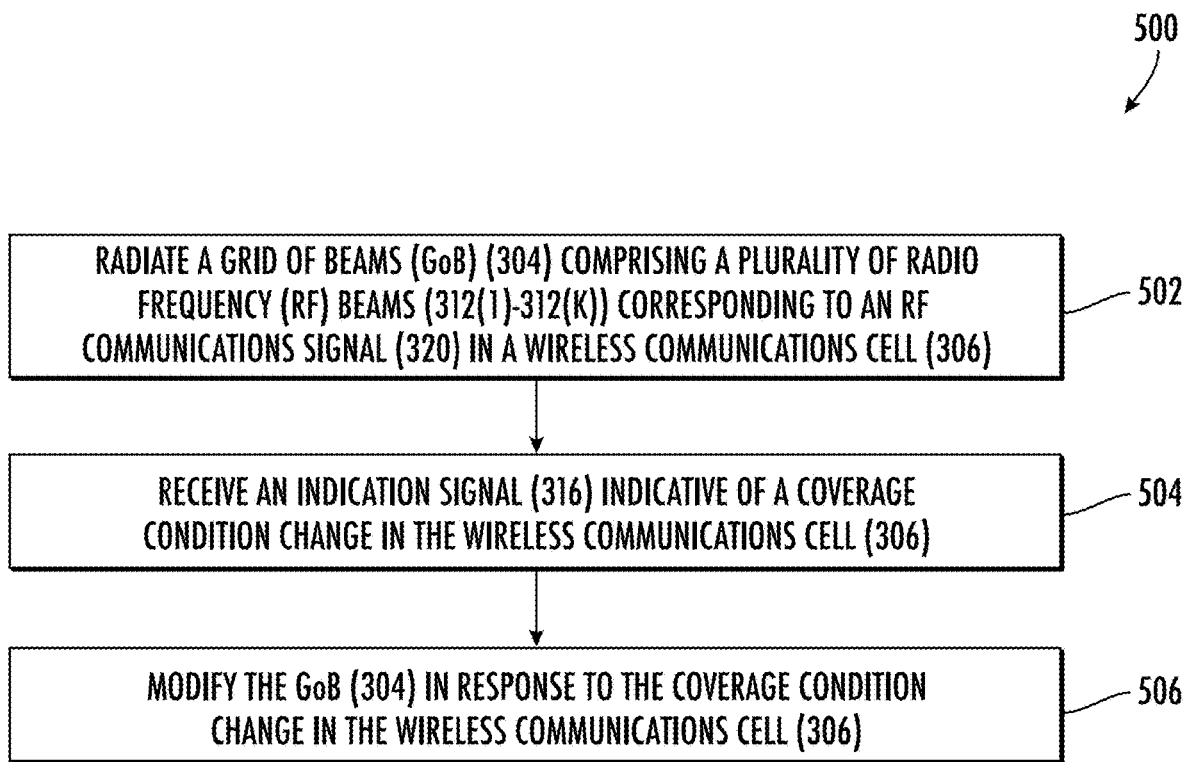 500
RADIATE A GRID OF BEAMS (GoB) (304) COMPRISING A PLURALITY OF RADIO
FREQUENCY (RF) BEAMS (312(1)-312(K)) CORRESPONDING TO AN RF
COMMUNICATIONS SIGNAL (320) IN A WIRELESS COMMUNICATIONS CELL (306)
502
RECEIVE AN INDICATION SIGNAL (316) INDICATIVE OF A COVERAGE
CONDITION CHANGE IN THE WIRELESS COMMUNICATIONS CELL (306)
504
MODIFY THE GoB (304) IN RESPONSE TO THE COVERAGE CONDITION
CHANGE IN THE WIRELESS COMMUNICATIONS CELL (306)
506